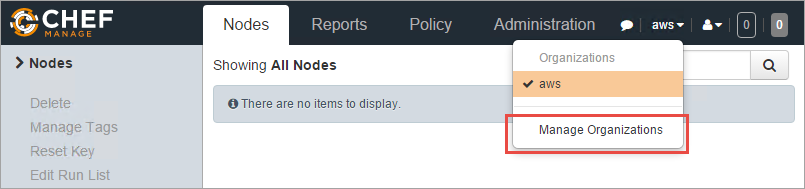 CHEF
MANAGE
Nodes Reports Policy Administration aws 0 0
Nodes
Delete
Manage Tags
Reset Key
Edit Run List
Showing All Nodes
There are no items to display.
Organizations
aws
Manage Organizations